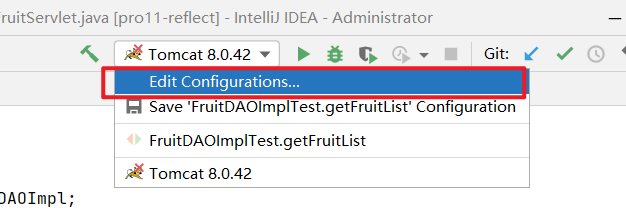 FruitServlet.java [pro11-reflect] - IntelliJ IDEA - Administrator
Tomcat 8.0.42 Git:
Edit Configurations...
Save 'FruitDAOImplTest.getFruitList' Configuration
FruitDAOImplTest.getFruitList
Tomcat 8.0.42
DAOImpl;